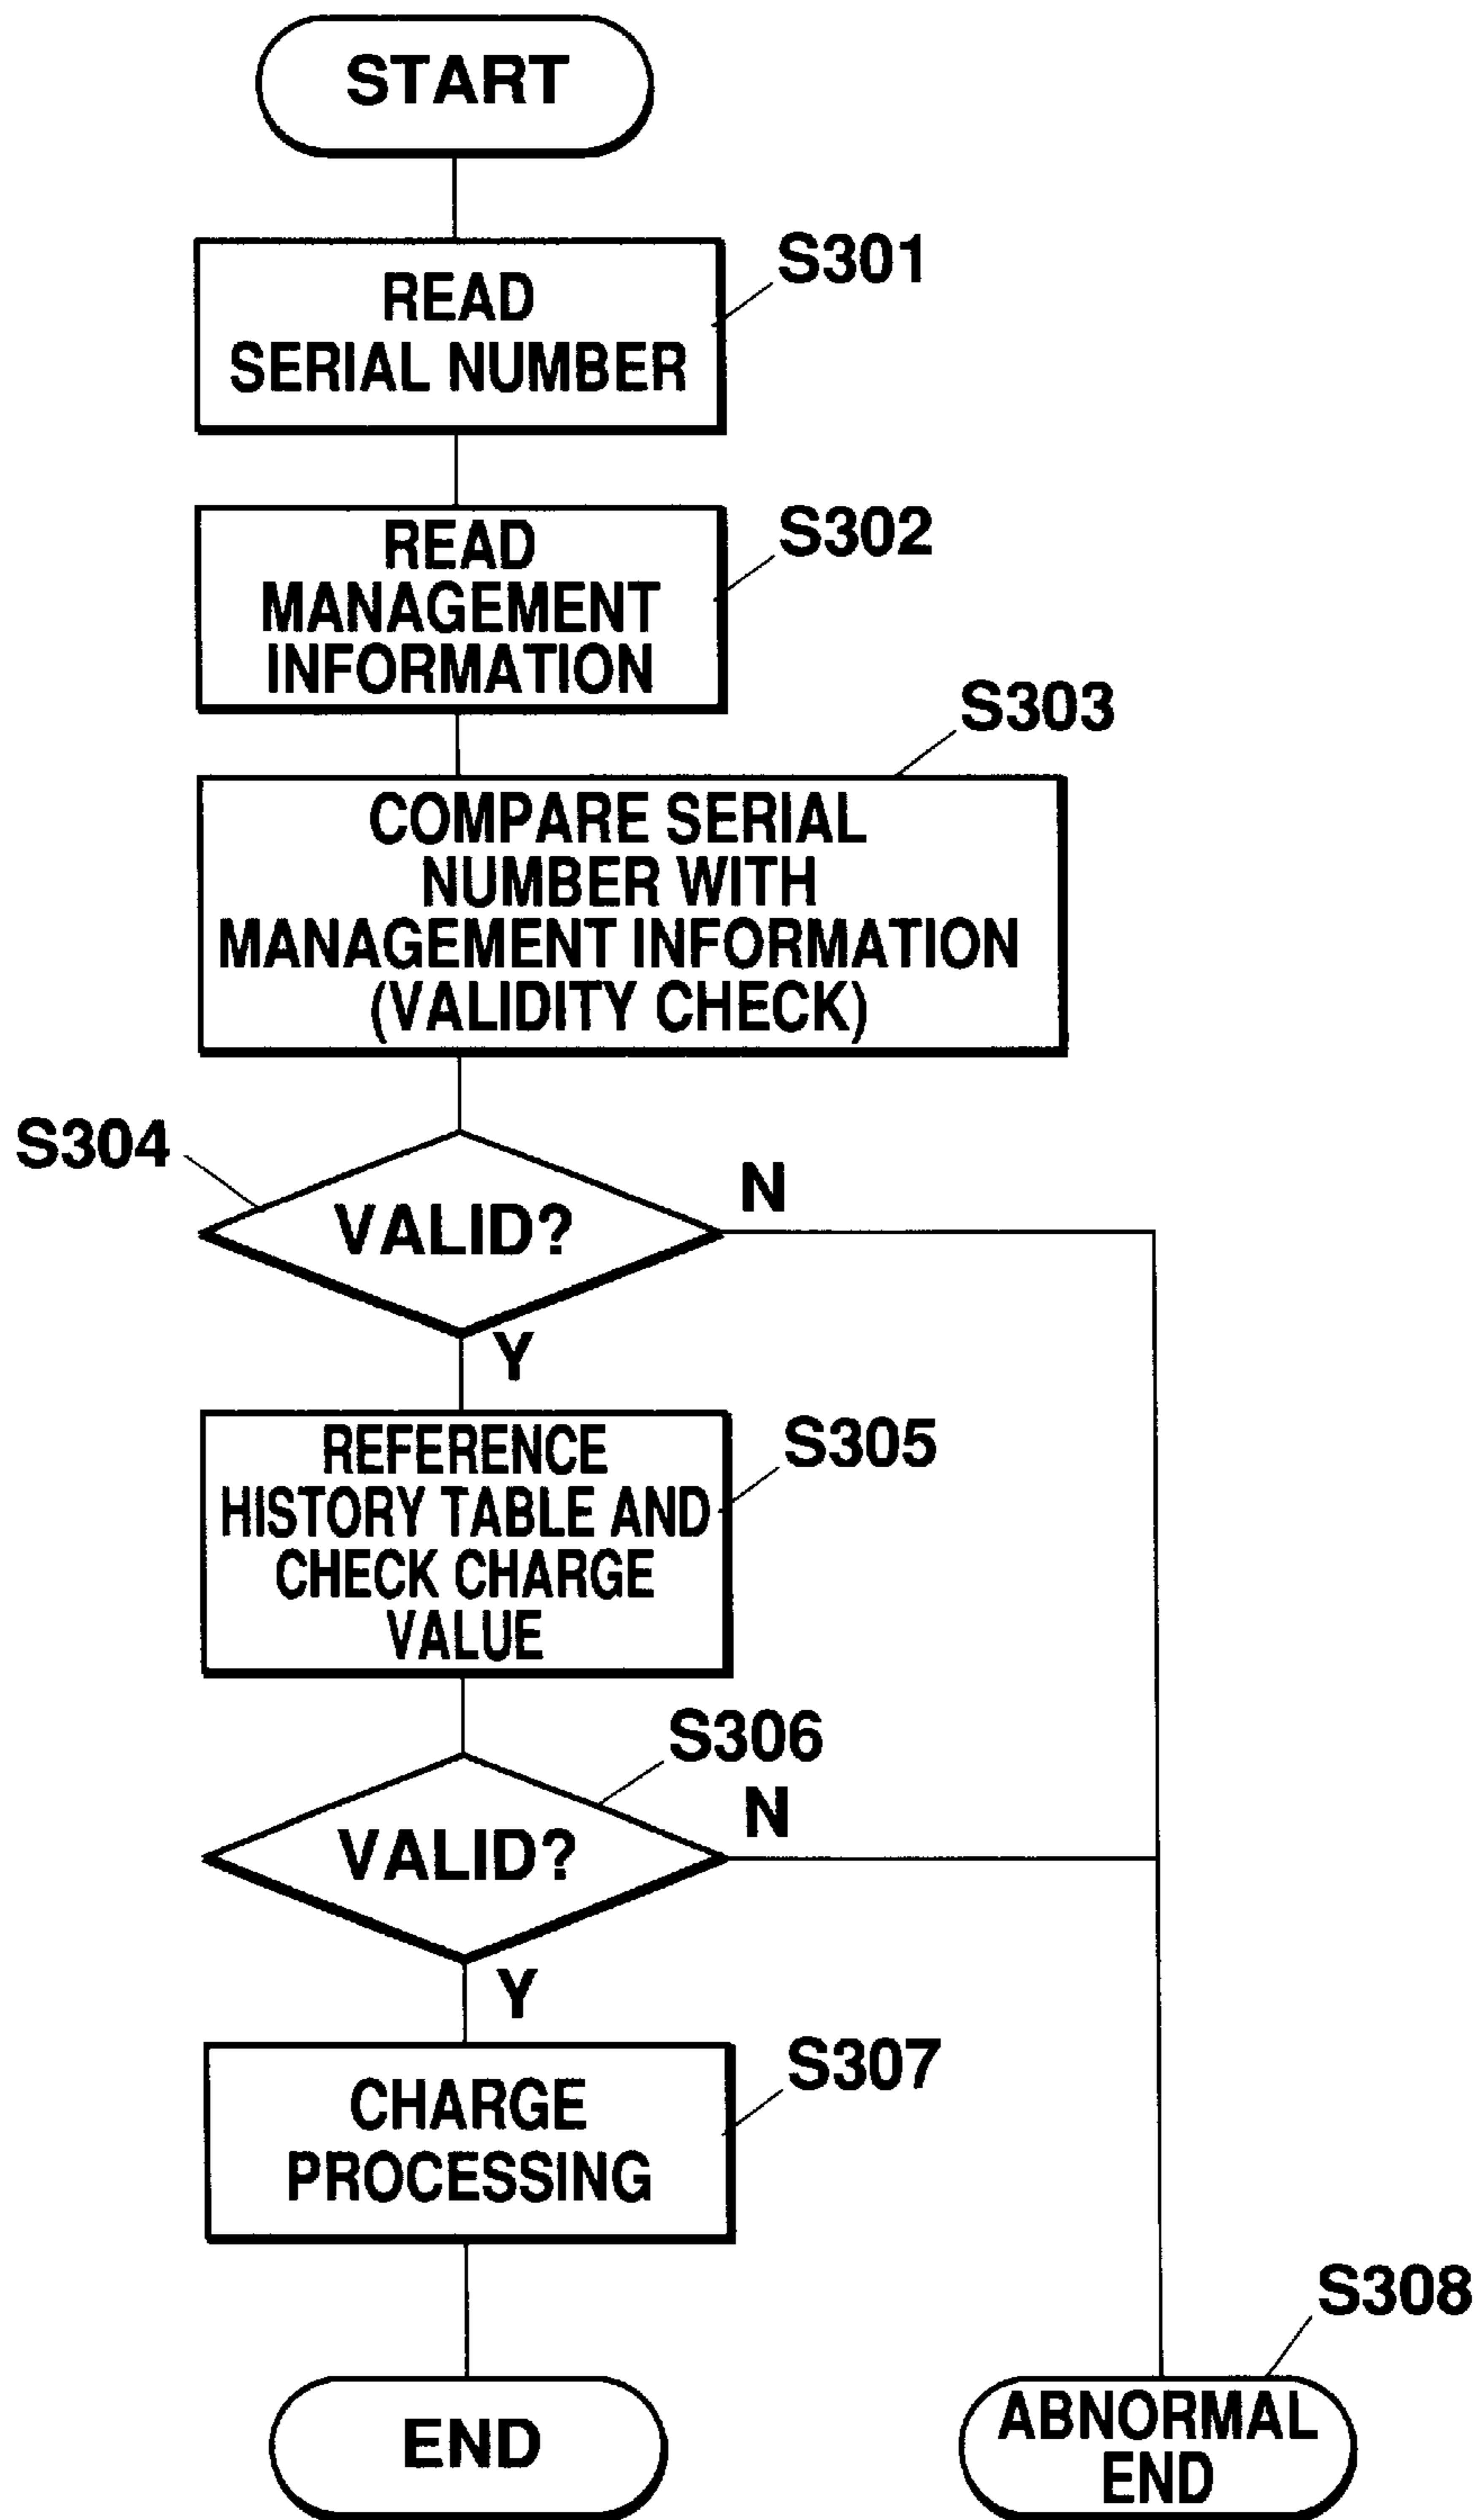 START
S301
READ
SERIAL NUMBER
S302
READ
MANAGEMENT
INFORMATION
S303
COMPARE SERIAL
NUMBER WITH
MANAGEMENT INFORMATION
(VALIDITY CHECK)
S304
VALID?
N
Y
S305
REFERENCE
HISTORY TABLE AND
CHECK CHARGE
VALUE
S306
VALID?
N
Y
S307
CHARGE
PROCESSING
S308
END
ABNORMAL
END